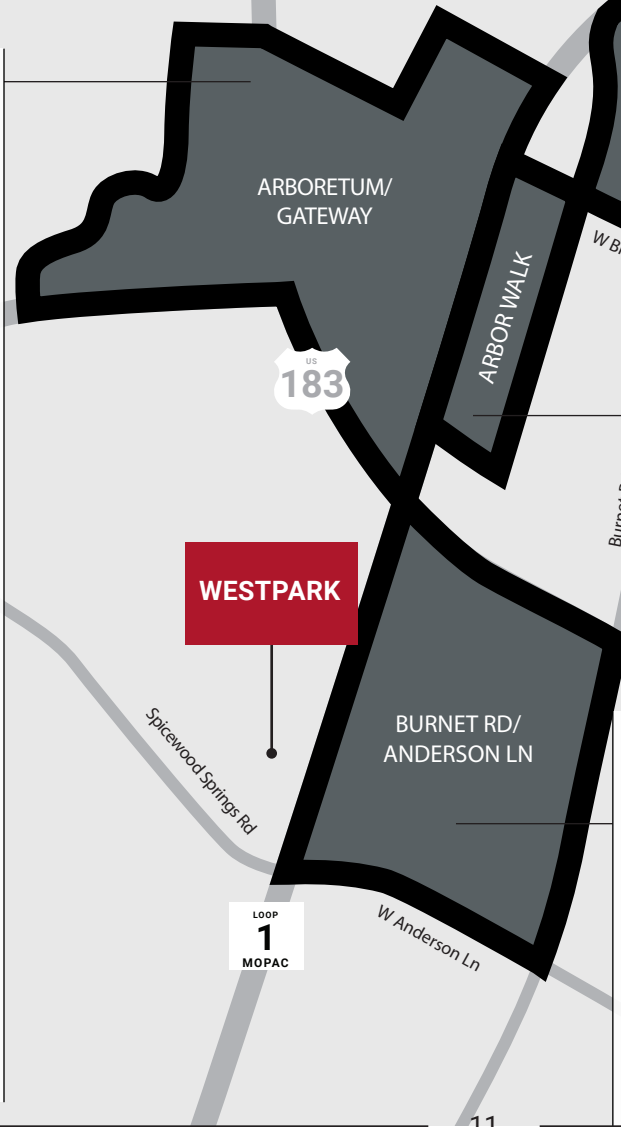 ARBORETUM/
GATEWAY
ARBOR WALK
US
183
WESTPARK
BURNET RD/
ANDERSON LN
Spicewood Springs Rd
LOOP
1
MOPAC
W Anderson Ln